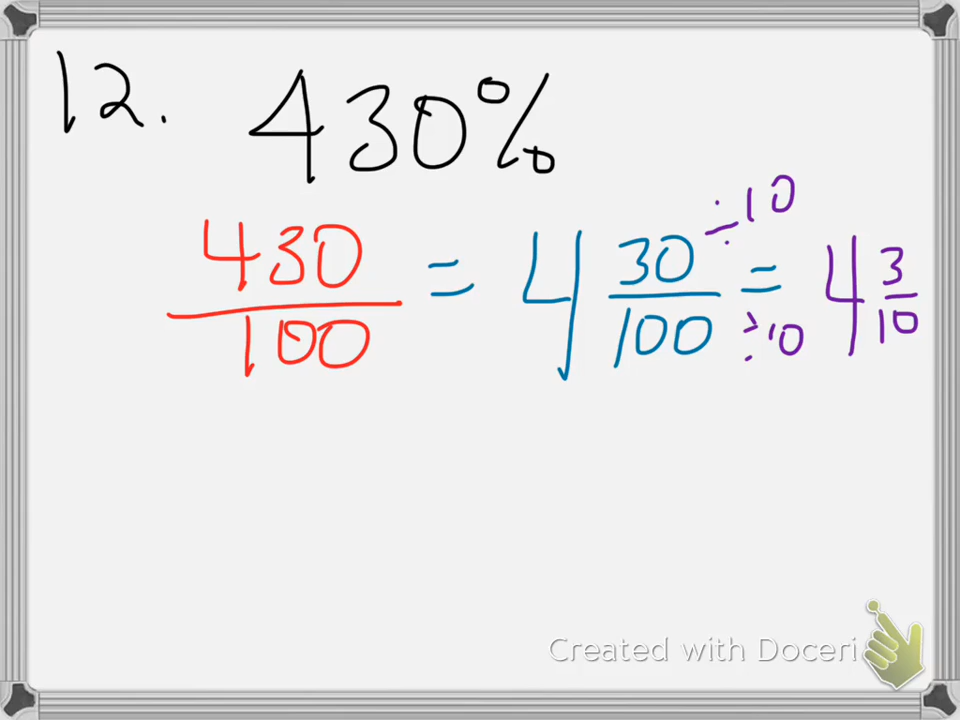 12. 430%
430/100 = 4 30/100 ÷10 ÷10 = 4 3/10
Created with Doceri